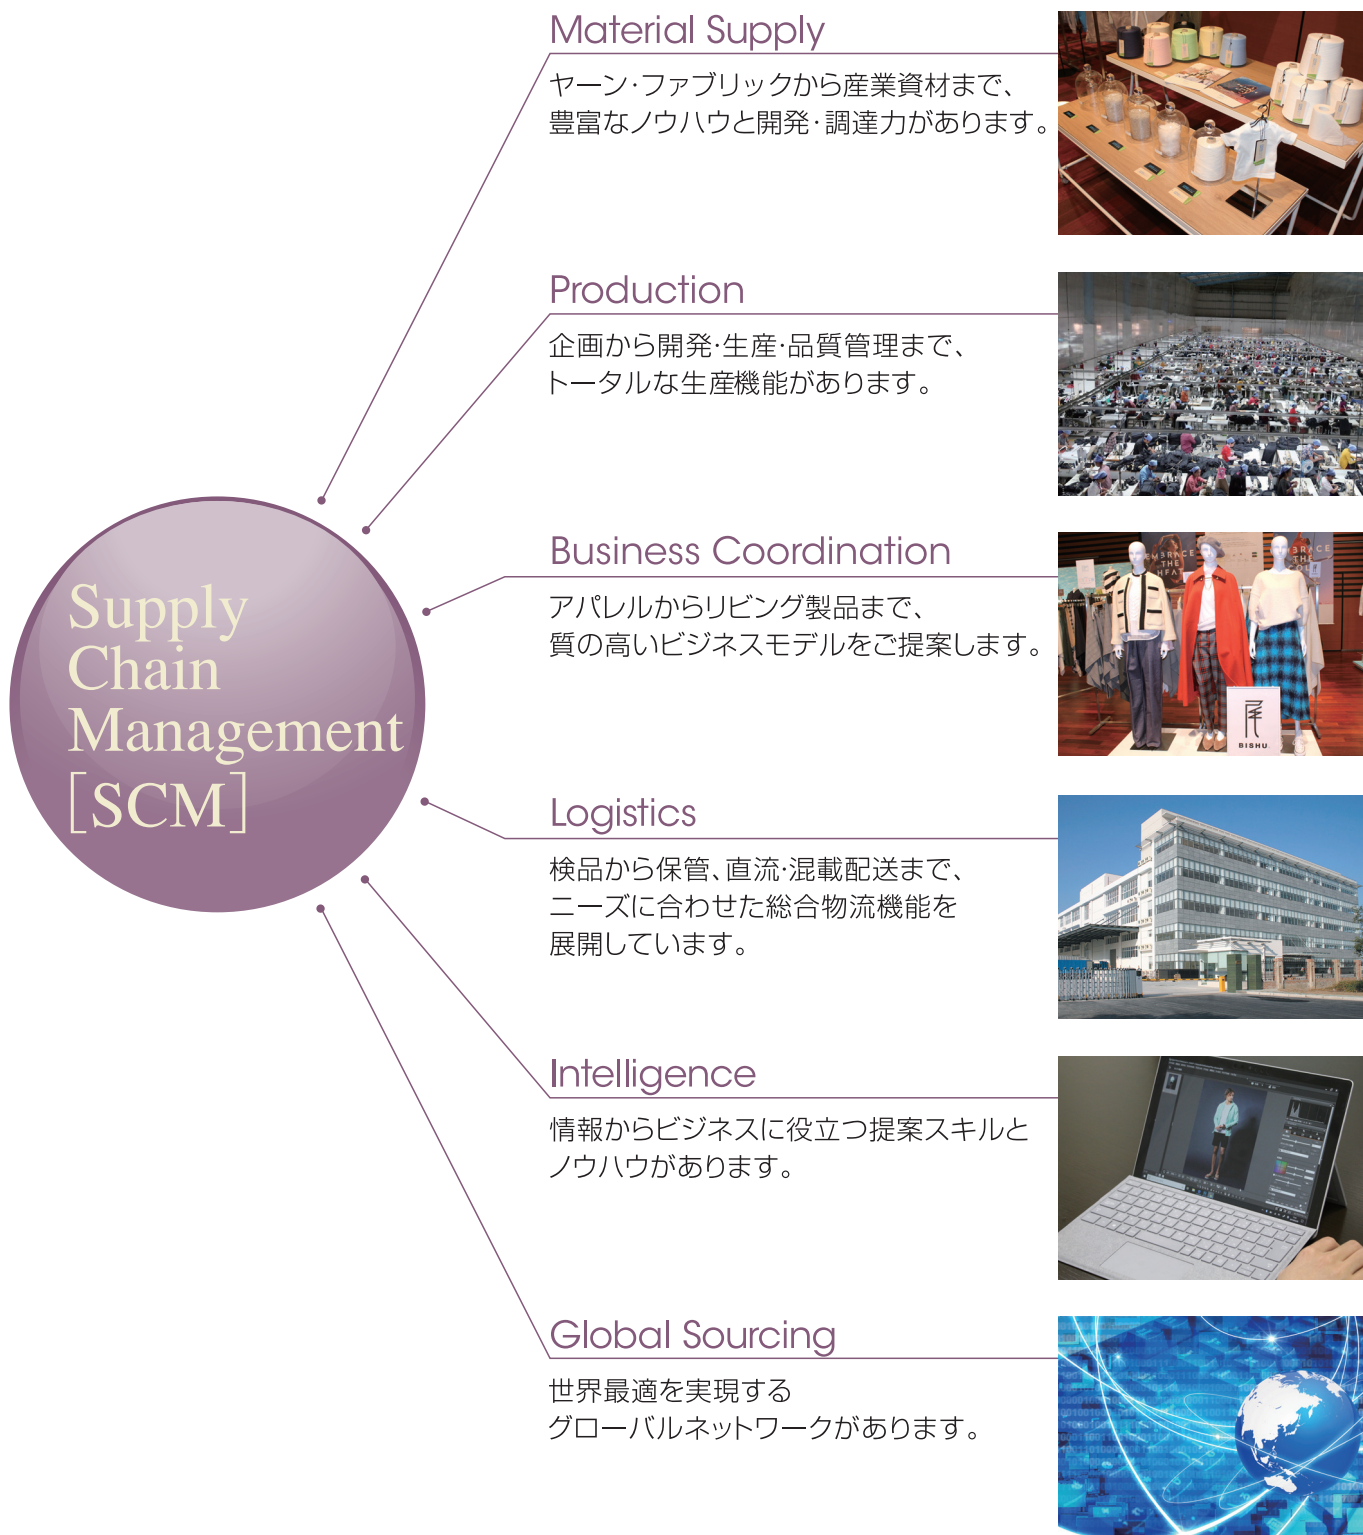 Supply
Chain
Management
[SCM]
Material Supply
ヤーン・ファブリックから産業資材まで、
豊富なノウハウと開発・調達力があります。
Production
企画から開発・生産・品質管理まで、
トータルな生産機能があります。
Business Coordination
アパレルからリビング製品まで、
質の高いビジネスモデルをご提案します。
EMBRACE
THE
HEAT
BISHU
Logistics
検品から保管、直流・混載配送まで、
ニーズに合わせた総合物流機能を
展開しています。
Intelligence
情報からビジネスに役立つ提案スキルと
ノウハウがあります。
Global Sourcing
世界最適を実現する
グローバルネットワークがあります。